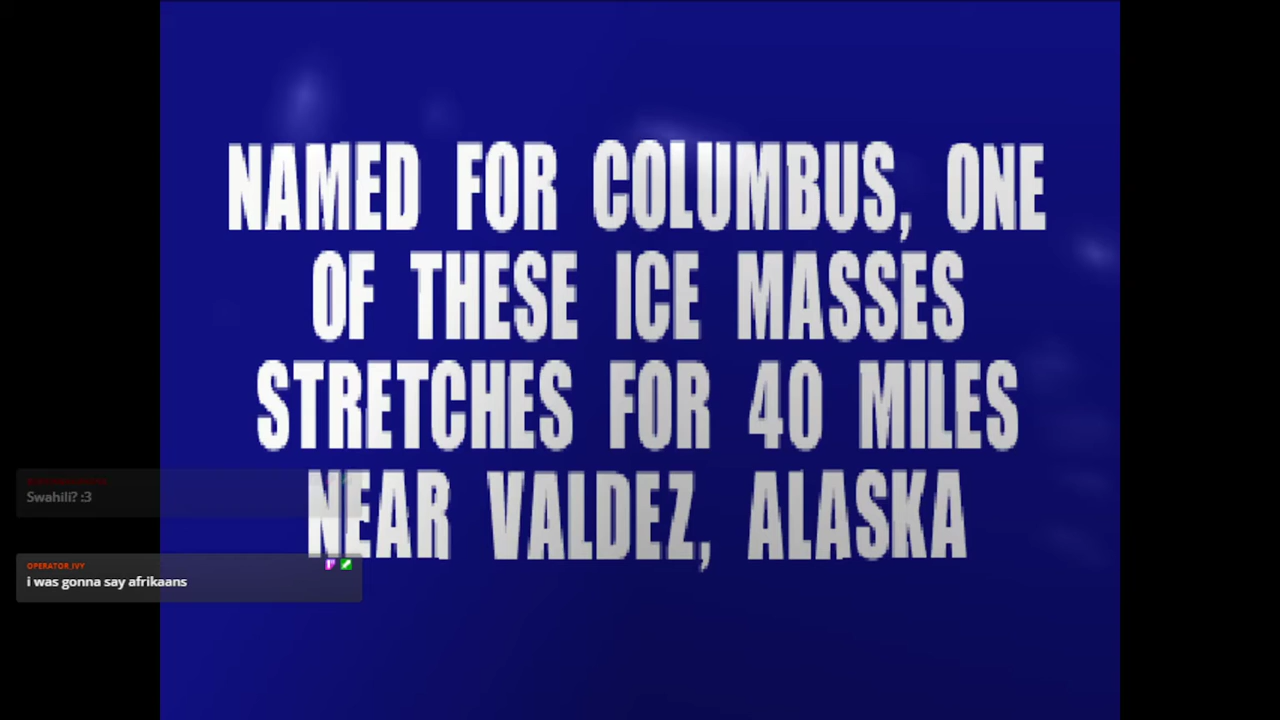 NAMED FOR COLUMBUS, ONE
OF THESE ICE MASSES
STRETCHES FOR 40 MILES
NEAR VALDEZ, ALASKA
Swahili? :3
OPERATOR_IVY
i was gonna say afrikaans